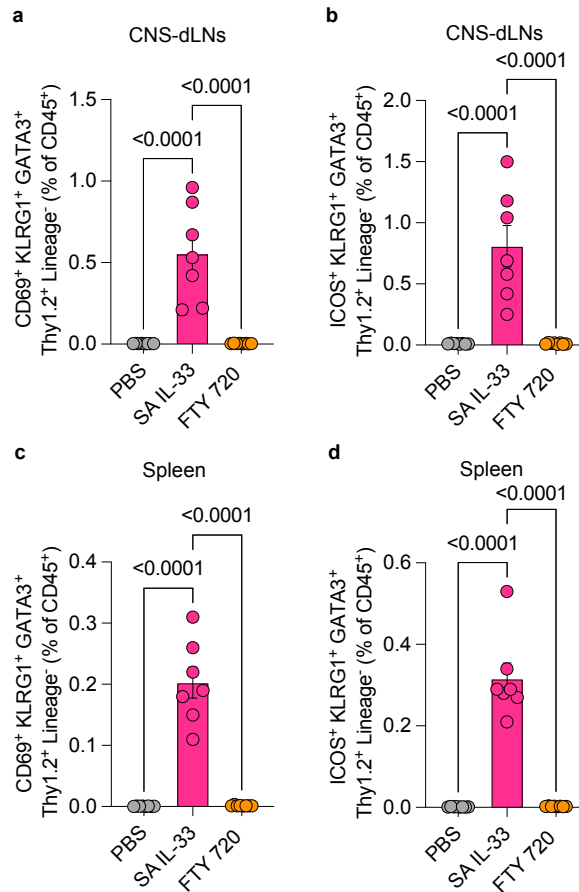 a
CNS-dLNs
<0.0001
<0.0001
CD69⁺ KLRG1⁺ GATA3⁺
Thy1.2⁺ Lineage⁻ (% of CD45⁺)
1.5
1.0
0.5
0.0
PBS
SA IL-33
FTY 720
b
CNS-dLNs
<0.0001
<0.0001
ICOS⁺ KLRG1⁺ GATA3⁺
Thy1.2⁺ Lineage⁻ (% of CD45⁺)
2.0
1.5
1.0
0.5
0.0
PBS
SA IL-33
FTY 720
c
Spleen
<0.0001
<0.0001
CD69⁺ KLRG1⁺ GATA3⁺
Thy1.2⁺ Lineage⁻ (% of CD45⁺)
0.4
0.3
0.2
0.1
0.0
PBS
SA IL-33
FTY 720
d
Spleen
<0.0001
<0.0001
ICOS⁺ KLRG1⁺ GATA3⁺
Thy1.2⁺ Lineage⁻ (% of CD45⁺)
0.6
0.4
0.2
0.0
PBS
SA IL-33
FTY 720